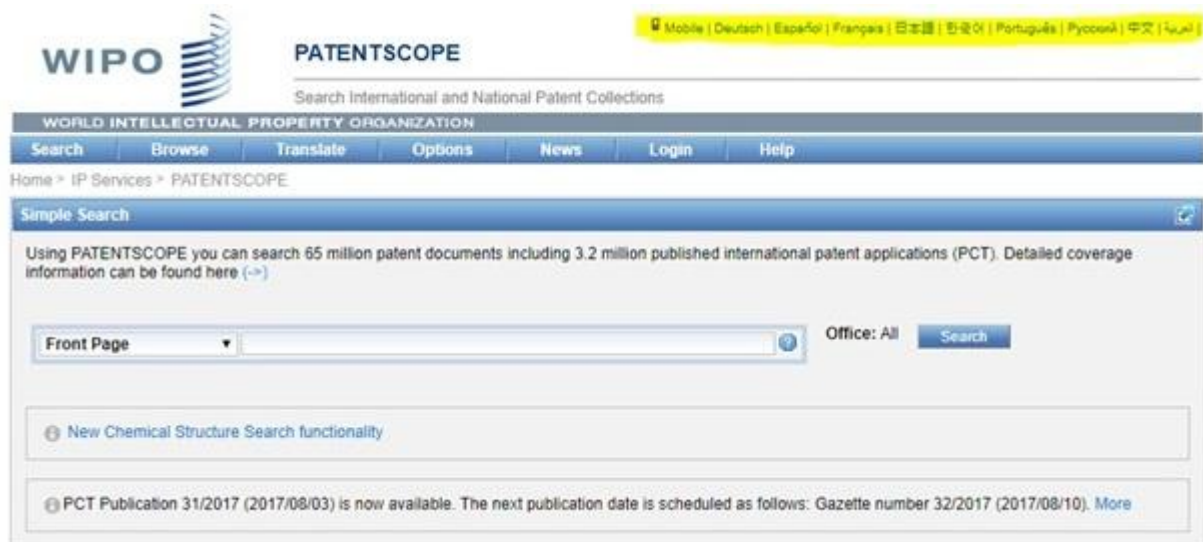 Mobile | Deutsch | Español | Français | 日本語 | 한국어 | Português | Русский | 中文 | العربية |
WIPO
PATENTSCOPE
Search International and National Patent Collections
WORLD INTELLECTUAL PROPERTY ORGANIZATION
Search Browse Translate Options News Login Help
Home > IP Services > PATENTSCOPE
Simple Search
Using PATENTSCOPE you can search 65 million patent documents including 3.2 million published international patent applications (PCT). Detailed coverage
information can be found here (->)
Front Page Office: All Search
New Chemical Structure Search functionality
PCT Publication 31/2017 (2017/08/03) is now available. The next publication date is scheduled as follows: Gazette number 32/2017 (2017/08/10). More